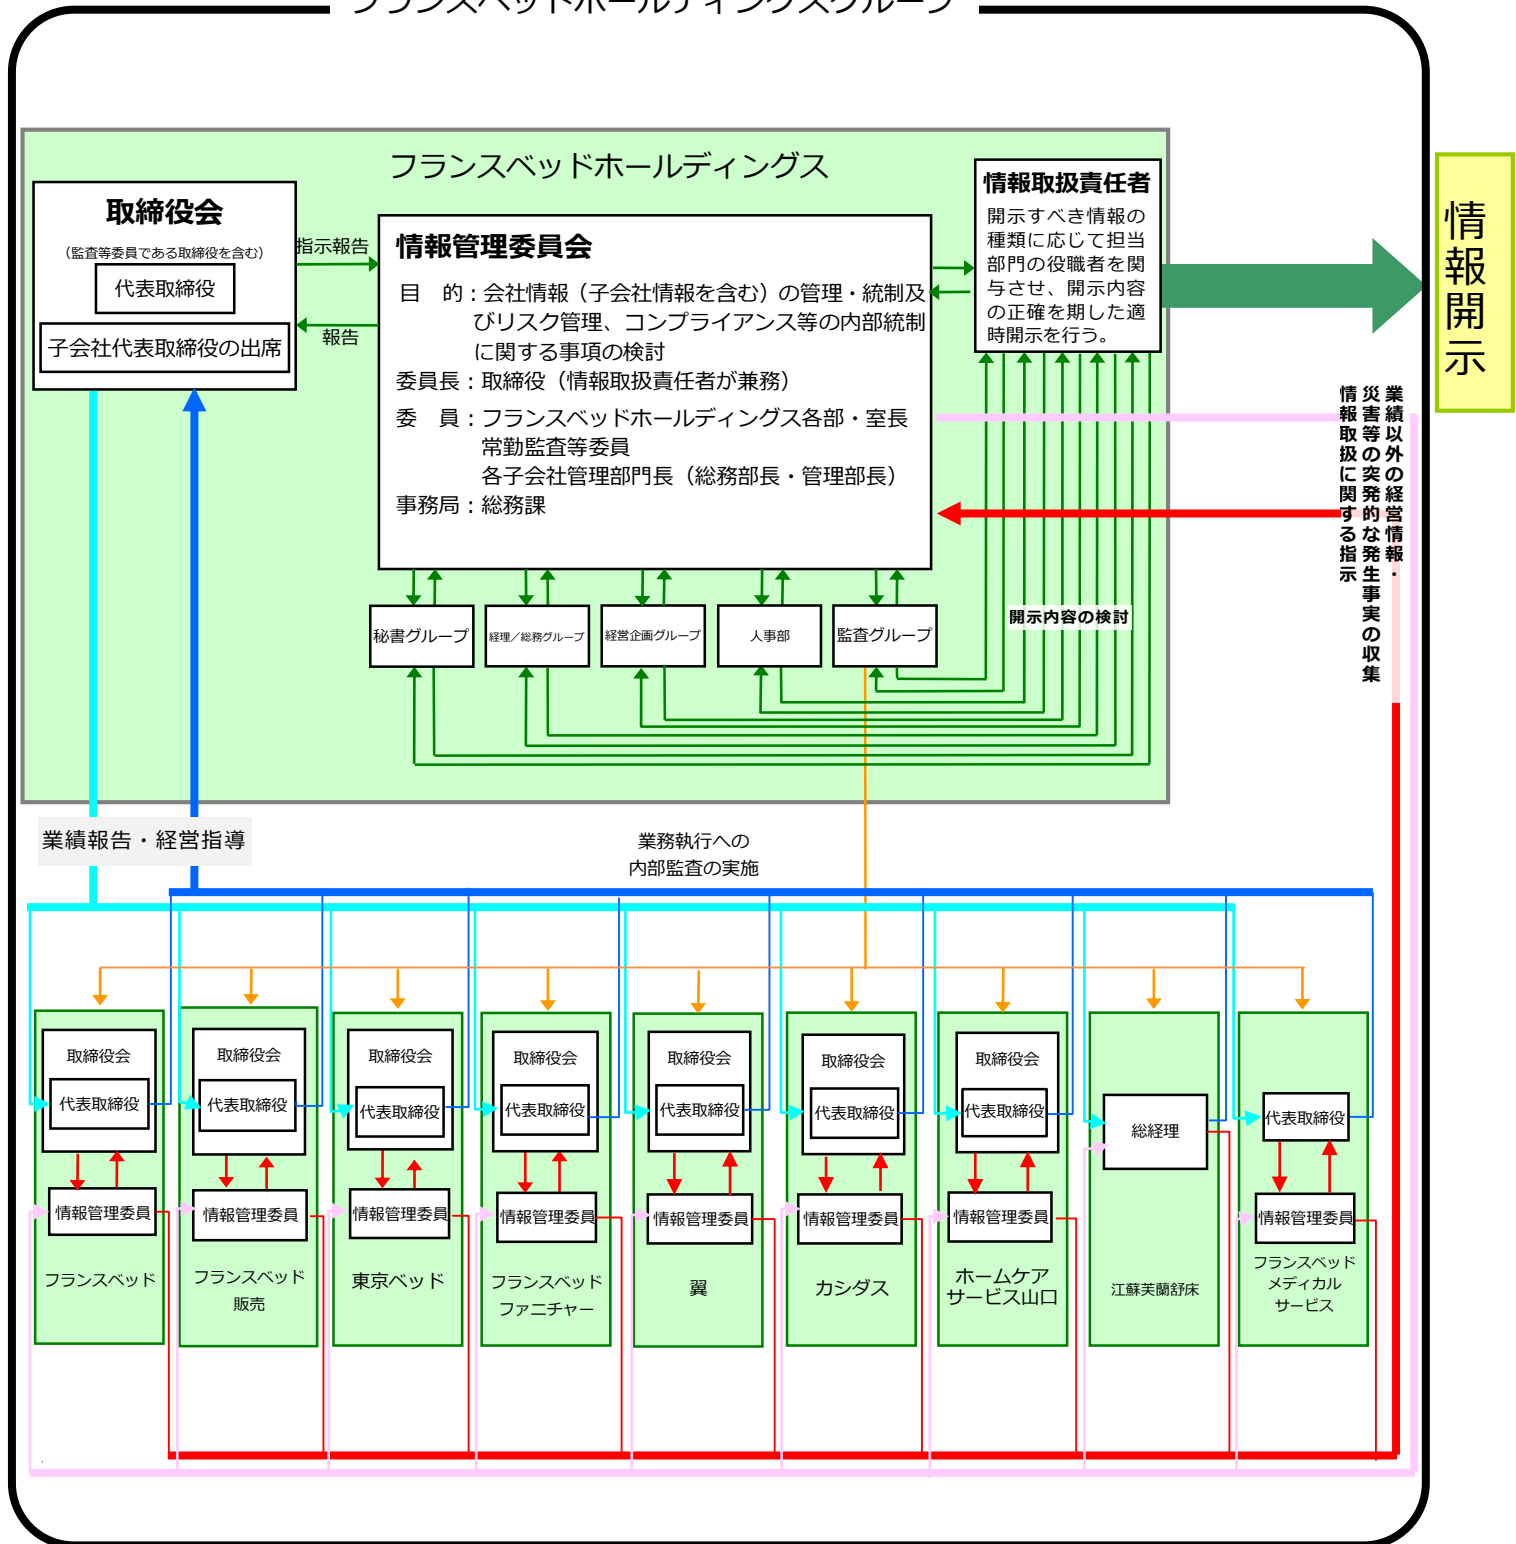 フランスベッドホールディングスグループ
フランスベッドホールディングス
取締役会
(監査等委員である取締役を含む)
代表取締役
子会社代表取締役の出席
指示報告
報告
情報管理委員会
目　的：会社情報（子会社情報を含む）の管理・統制及
びリスク管理、コンプライアンス等の内部統制
に関する事項の検討
委員長：取締役（情報取扱責任者が兼務）
委　員：フランスベッドホールディングス各部・室長
常勤監査等委員
各子会社管理部門長（総務部長・管理部長）
事務局：総務課
情報取扱責任者
開示すべき情報の
種類に応じて担当
部門の役職者を関
与させ、開示内容
の正確を期した適
時開示を行う。
情報開示
業績以外の経営情報・
災害等の突発的な発生事実の収集
情報取扱に関する指示
秘書グループ
経理／総務グループ
経営企画グループ
人事部
監査グループ
開示内容の検討
業績報告・経営指導
業務執行への
内部監査の実施
取締役会
代表取締役
情報管理委員
フランスベッド
取締役会
代表取締役
情報管理委員
フランスベッド
販売
取締役会
代表取締役
情報管理委員
東京ベッド
取締役会
代表取締役
情報管理委員
フランスベッド
ファニチャー
取締役会
代表取締役
情報管理委員
翼
取締役会
代表取締役
情報管理委員
カシダス
取締役会
代表取締役
情報管理委員
ホームケア
サービス山口
総経理
江蘇芙蘭舒床
代表取締役
情報管理委員
フランスベッド
メディカル
サービス